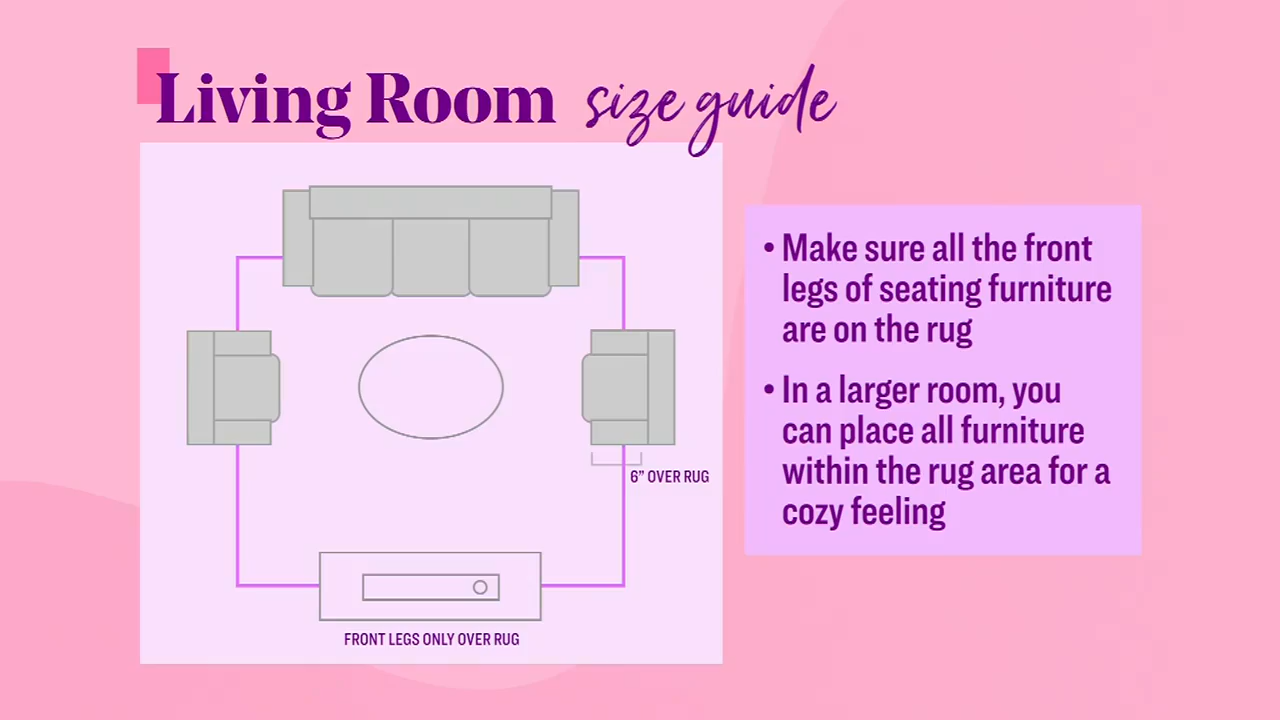 Living Room size guide
• Make sure all the front
legs of seating furniture
are on the rug
• In a larger room, you
can place all furniture
within the rug area for a
cozy feeling
6” OVER RUG
FRONT LEGS ONLY OVER RUG